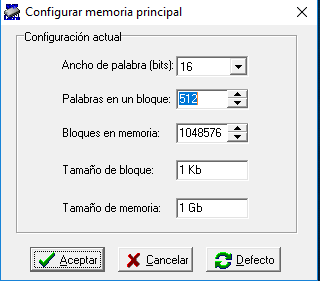 Configurar memoria principal
Configuración actual
Ancho de palabra (bits): 16
Palabras en un bloque: 512
Bloques en memoria: 1048576
Tamaño de bloque: 1 Kb
Tamaño de memoria: 1 Gb
Aceptar Cancelar Defecto